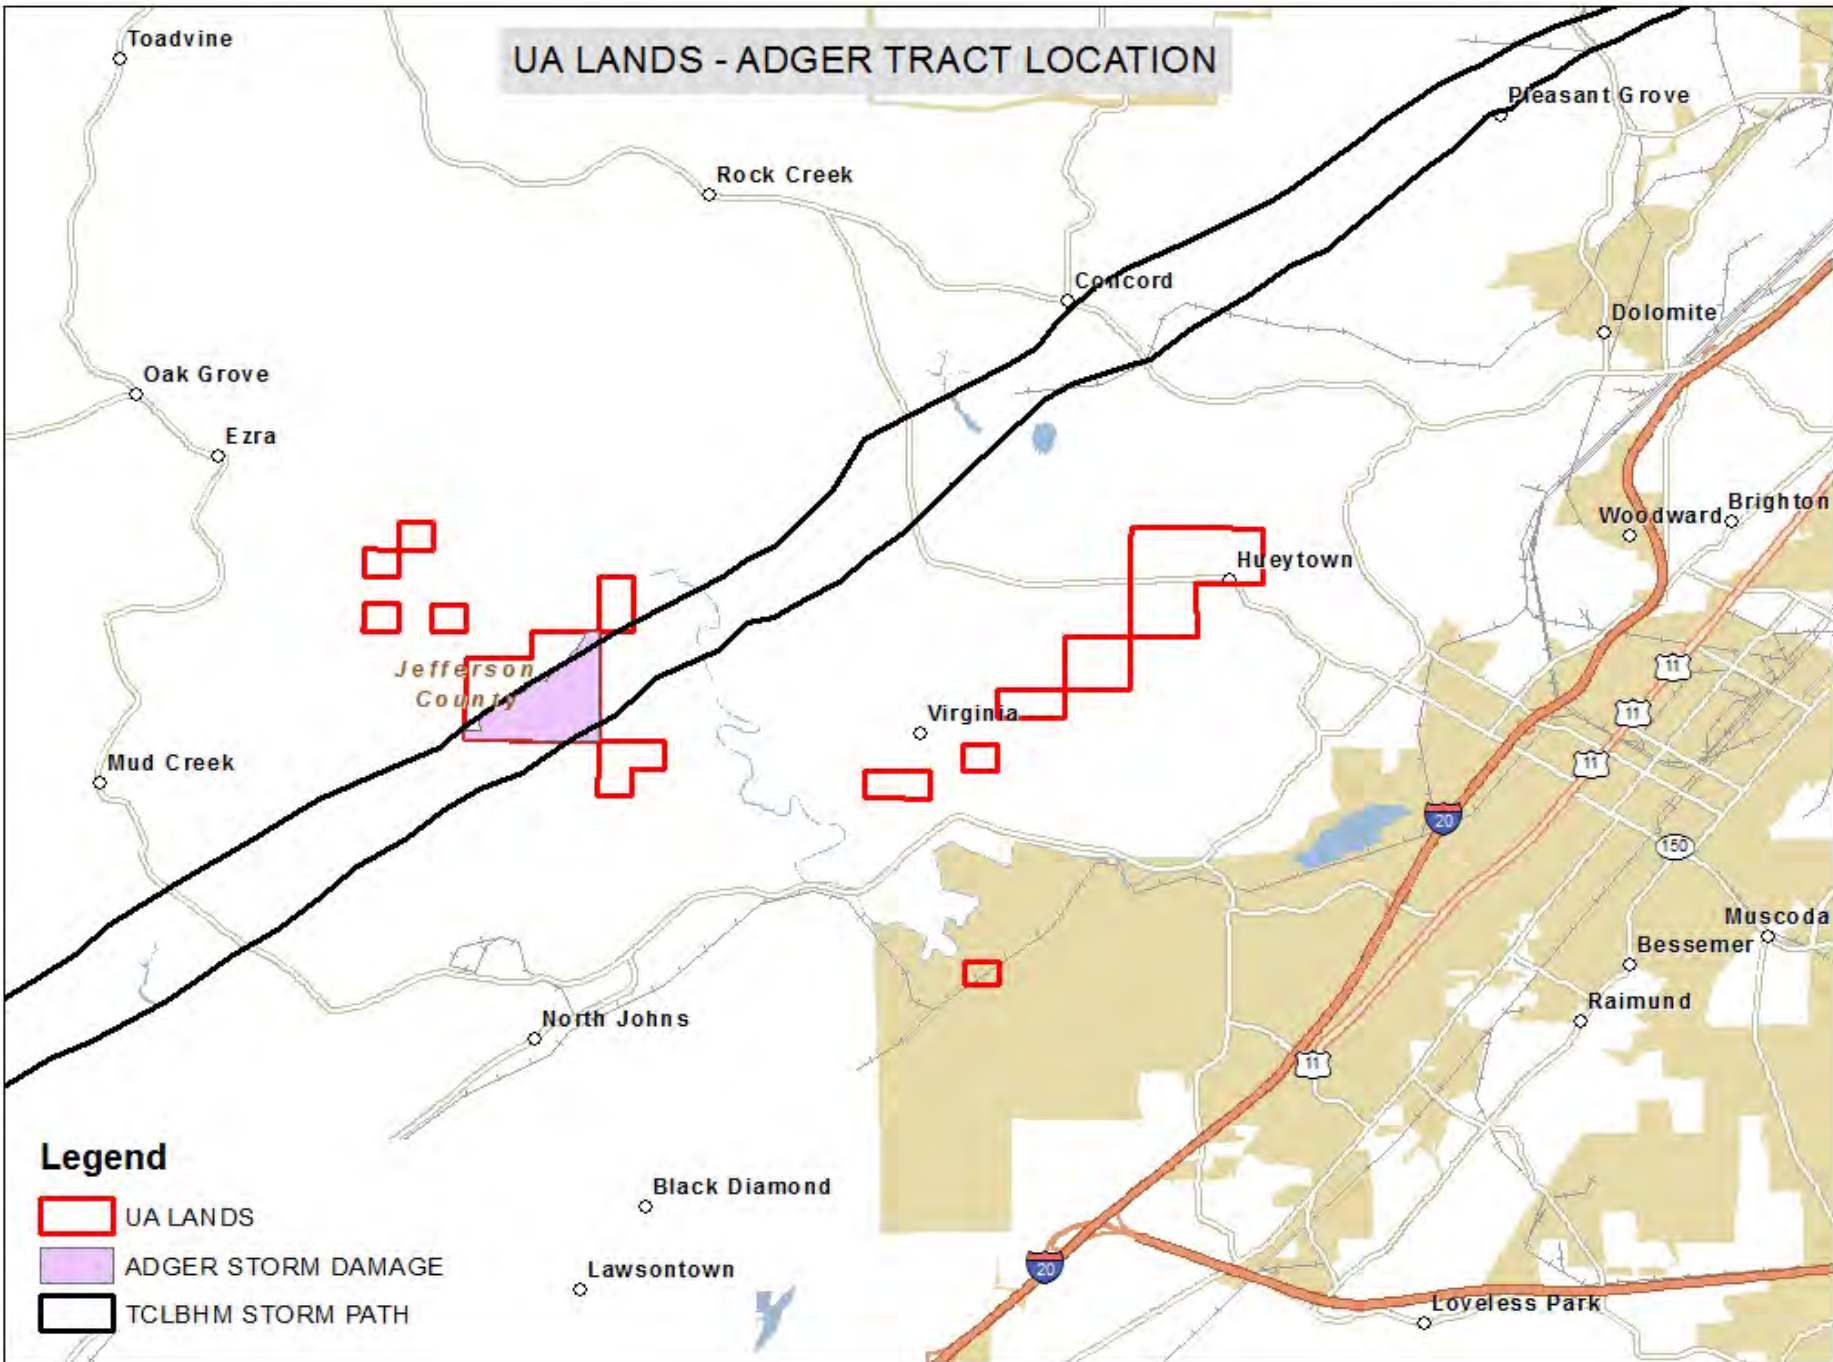 Toadvine
UA LANDS - ADGER TRACT LOCATION
Pleasant Grove
Rock Creek
Concord
Dolomite
Oak Grove
Ezra
Brighton
Woodward
Hueytown
Jefferson
County
11
11
Virginia
11
Mud Creek
20
150
Muscoda
Bessemer
Raimund
North Johns
11
Legend
UA LANDS
ADGER STORM DAMAGE
TCLBHM STORM PATH
Black Diamond
Lawsontown
20
Loveless Park